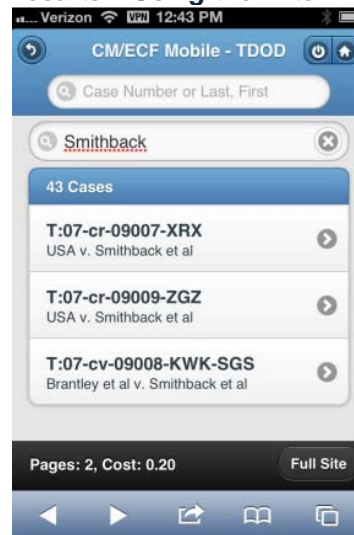 Verizon VPN 12:43 PM
CM/ECF Mobile - TDOD
Case Number or Last, First
Smithback
43 Cases
T:07-cr-09007-XRX
USA v. Smithback et al
T:07-cr-09009-ZGZ
USA v. Smithback et al
T:07-cv-09008-KWK-SGS
Brantley et al v. Smithback et al
Pages: 2, Cost: 0.20 Full Site